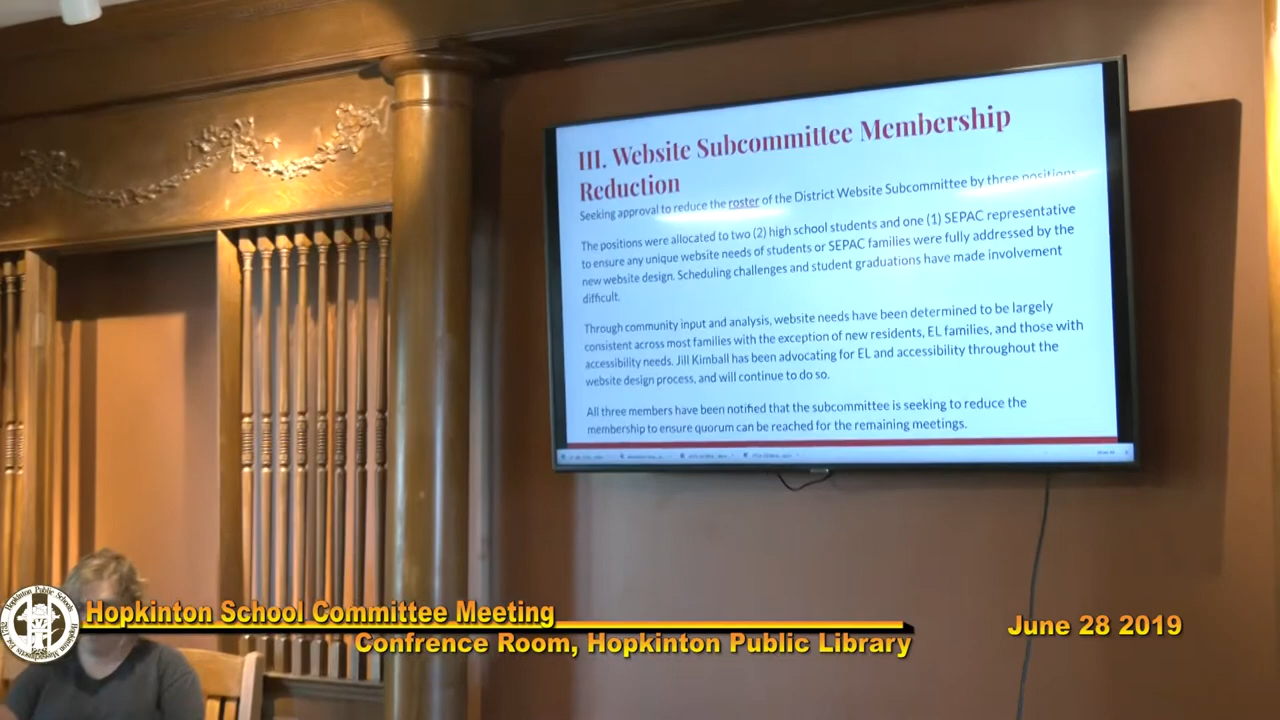 III. Website Subcommittee Membership
Reduction
Seeking approval to reduce the roster of the District Website Subcommittee by three positions
The positions were allocated to two (2) high school students and one (1) SEPAC representative
to ensure any unique website needs of students or SEPAC families were fully addressed by the
new website design. Scheduling challenges and student graduations have made involvement
difficult.
Through community input and analysis, website needs have been determined to be largely
consistent across most families with the exception of new residents, EL families, and those with
accessibility needs. Jill Kimball has been advocating for EL and accessibility throughout the
website design process, and will continue to do so.
All three members have been notified that the subcommittee is seeking to reduce the
membership to ensure quorum can be reached for the remaining meetings.
Hopkinton Public Schools
Hopkinton School Committee Meeting
Confrence Room, Hopkinton Public Library
June 28 2019